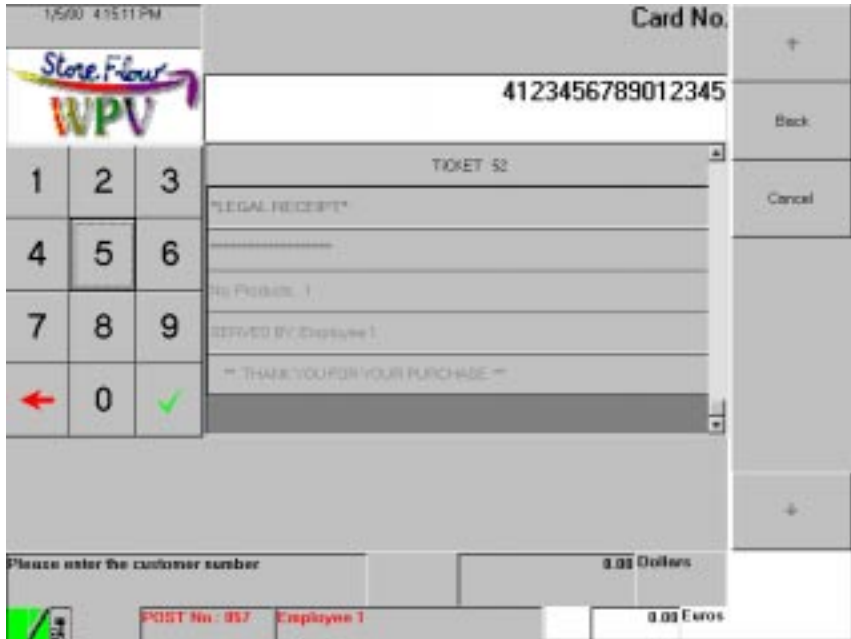 1/5/00 4:15:11 PM
Card No.
Store.Flow
WPV
4123456789012345
Back
Cancel
TICKET 52
*LEGAL RECEIPT*
No Products. 1
SERVED BY: Employee 1
** THANK YOU FOR YOUR PURCHASE **
1 2 3
4 5 6
7 8 9
0
Please enter the customer number
0.00 Dollars
POST No : 057
Employee 1
0.00 Euros